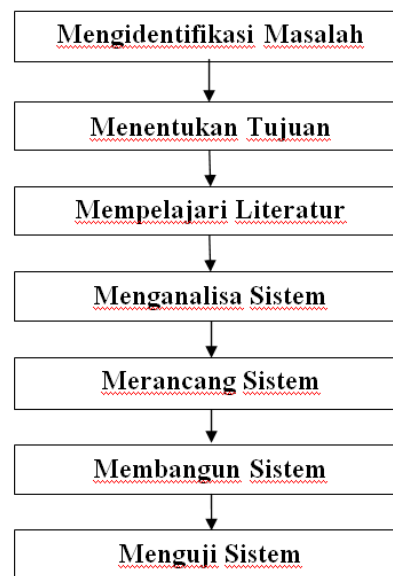 Mengidentifikasi Masalah
Menentukan Tujuan
Mempelajari Literatur
Menganalisa Sistem
Merancang Sistem
Membangun Sistem
Menguji Sistem